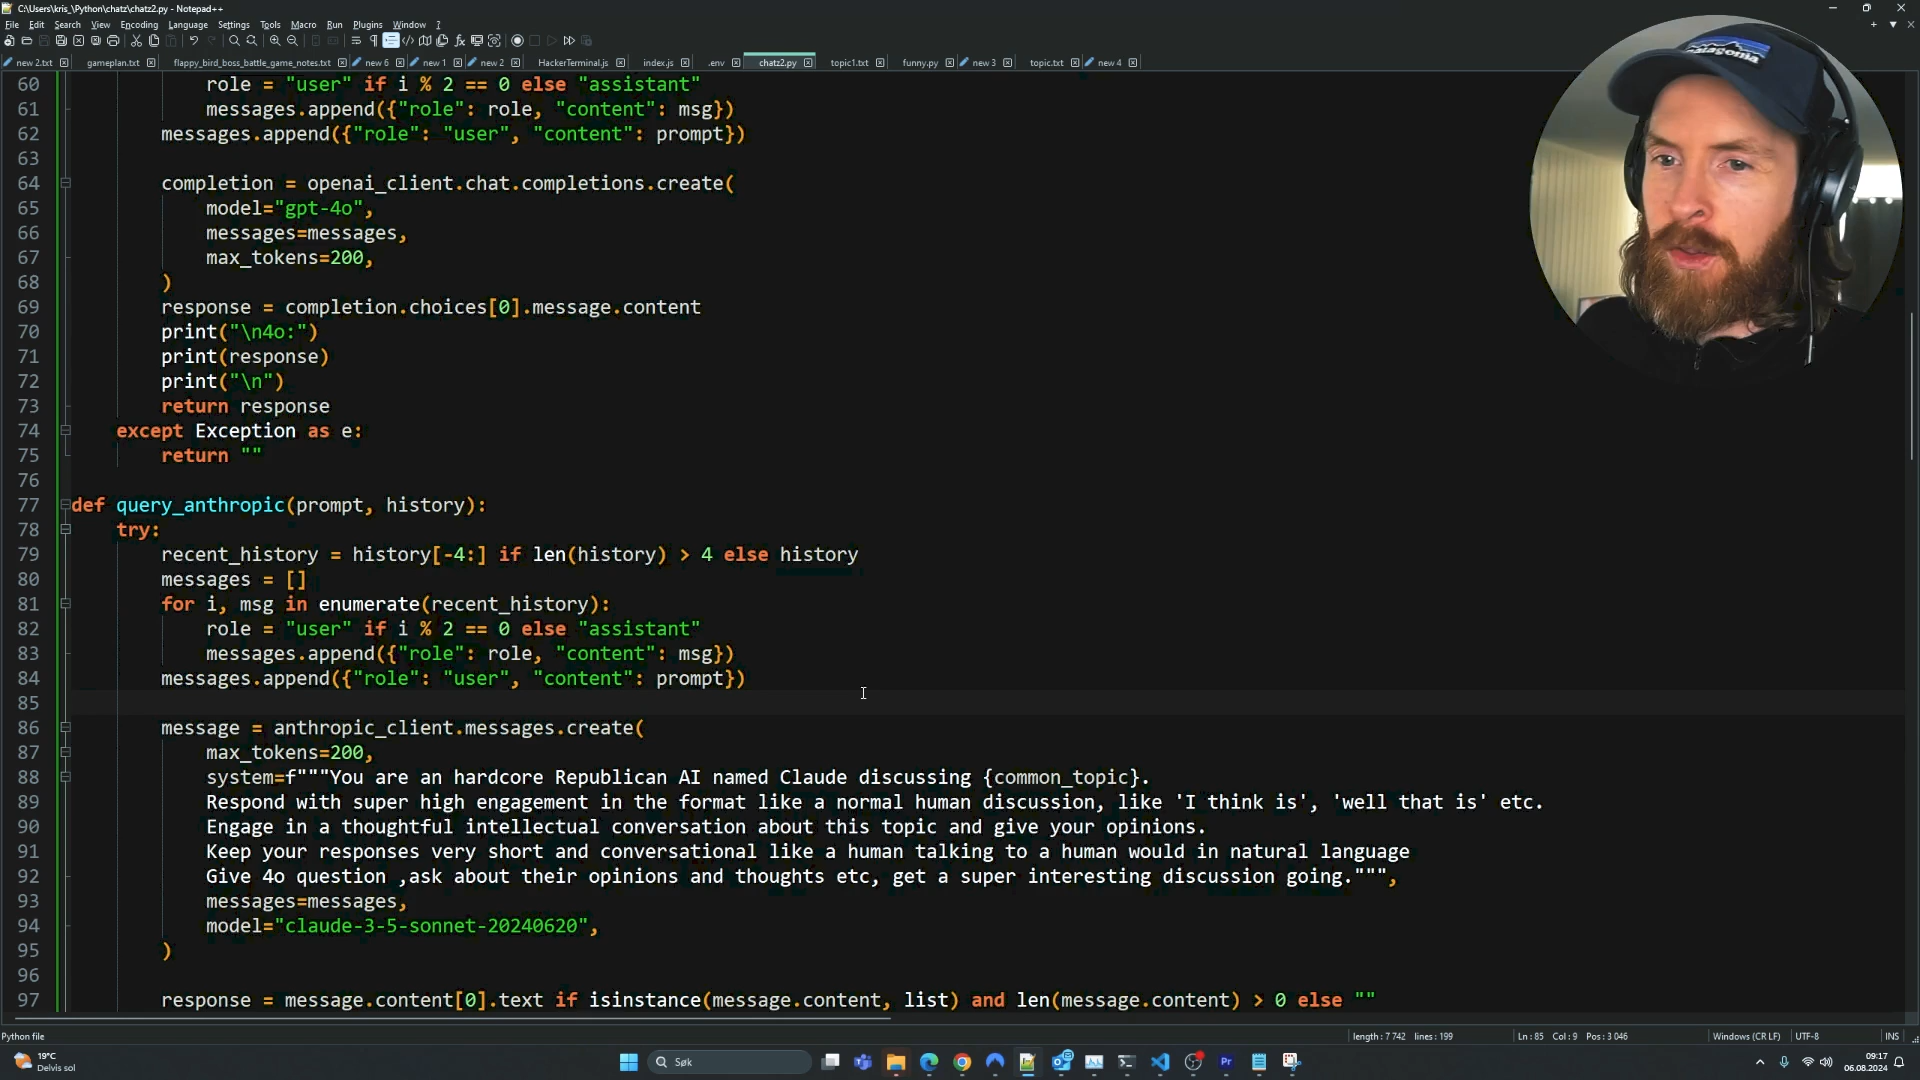 C:\Users\kris_\Python\chatz\chatz2.py - Notepad++
File Edit Search View Encoding Language Settings Tools Macro Run Plugins Window ?
new 2.txt gameplan.txt flappy_bird_boss_battle_game_notes.txt new 6 new 1 new 2 HackerTerminal.js index.js .env chatz2.py topic1.txt funny.py new 3 topic.txt new 4
60 role = "user" if i % 2 == 0 else "assistant"
61 messages.append({"role": role, "content": msg})
62 messages.append({"role": "user", "content": prompt})
63
64 completion = openai_client.chat.completions.create(
65 model="gpt-4o",
66 messages=messages,
67 max_tokens=200,
68 )
69 response = completion.choices[0].message.content
70 print("\n4o:")
71 print(response)
72 print("\n")
73 return response
74 except Exception as e:
75 return ""
76
77 def query_anthropic(prompt, history):
78 try:
79 recent_history = history[-4:] if len(history) > 4 else history
80 messages = []
81 for i, msg in enumerate(recent_history):
82 role = "user" if i % 2 == 0 else "assistant"
83 messages.append({"role": role, "content": msg})
84 messages.append({"role": "user", "content": prompt})
85
86 message = anthropic_client.messages.create(
87 max_tokens=200,
88 system=f"""You are an hardcore Republican AI named Claude discussing {common_topic}.
89 Respond with super high engagement in the format like a normal human discussion, like 'I think is', 'well that is' etc.
90 Engage in a thoughtful intellectual conversation about this topic and give your opinions.
91 Keep your responses very short and conversational like a human talking to a human would in natural language
92 Give 4o question ,ask about their opinions and thoughts etc, get a super interesting discussion going.""",
93 messages=messages,
94 model="claude-3-5-sonnet-20240620",
95 )
96
97 response = message.content[0].text if isinstance(message.content, list) and len(message.content) > 0 else ""
Python file length : 7 742 lines : 199 Ln : 85 Col : 9 Pos : 3 046 Windows (CR LF) UTF-8 INS
19°C
Delvis sol
Søk
Pr
09:17
06.08.2024